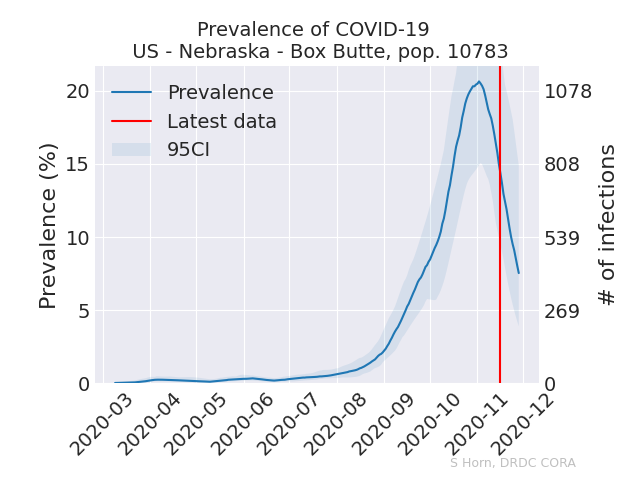 Prevalence of COVID-19
US - Nebraska - Box Butte, pop. 10783
Prevalence
Latest data
95CI
Prevalence (%)
20
15
10
5
0
# of infections
1078
808
539
269
0
2020-03
2020-04
2020-05
2020-06
2020-07
2020-08
2020-09
2020-10
2020-11
2020-12
S Horn, DRDC CORA